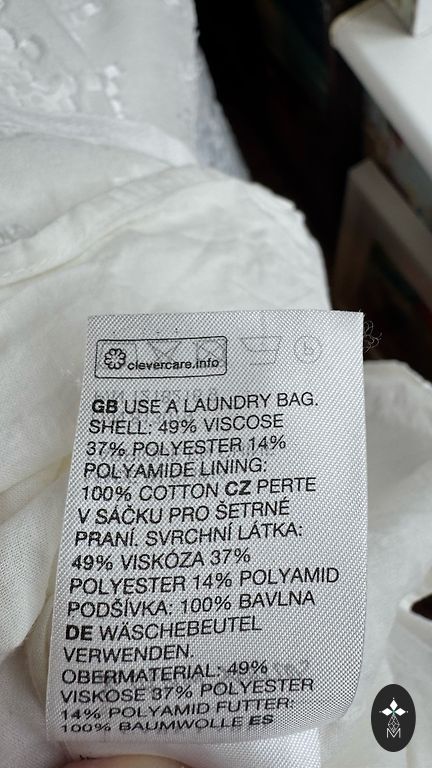 clevercare.info
GB USE A LAUNDRY BAG.
SHELL: 49% VISCOSE
37% POLYESTER 14%
POLYAMIDE LINING:
100% COTTON CZ PERTE
V SÁČKU PRO ŠETRNÉ
PRANÍ. SVRCHNÍ LÁTKA:
49% VISKÓZA 37%
POLYESTER 14% POLYAMID
PODŠÍVKA: 100% BAVLNA
DE WÄSCHEBEUTEL
VERWENDEN.
OBERMATERIAL: 49%
VISKOSE 37% POLYESTER
14% POLYAMID FUTTER:
100% BAUMWOLLE ES